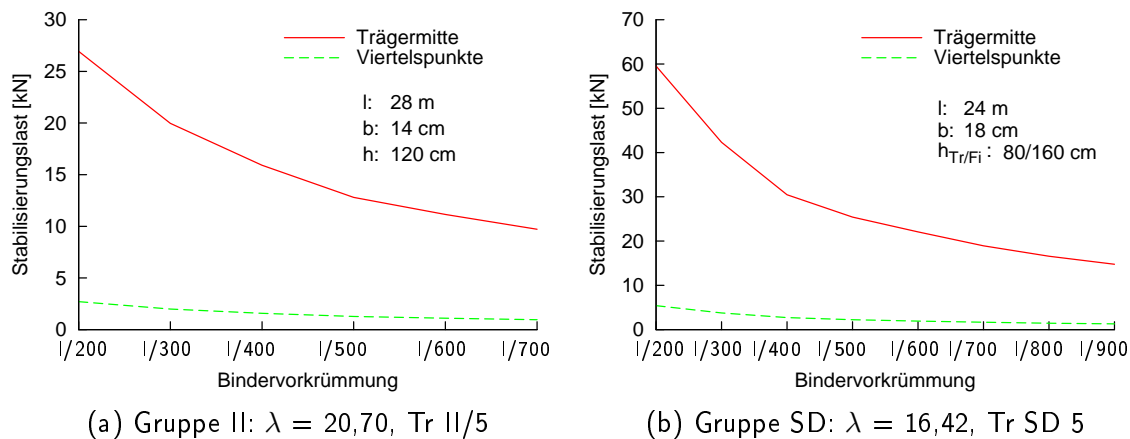 30
25
20
15
10
5
0
Stabilisierungslast [kN]
Trägermitte
Viertelspunkte
l: 28 m
b: 14 cm
h: 120 cm
l/200 l/300 l/400 l/500 l/600 l/700
Bindervorkrümmung
(a) Gruppe II: λ = 20,70, Tr II/5
70
60
50
40
30
20
10
0
Stabilisierungslast [kN]
Trägermitte
Viertelspunkte
l: 24 m
b: 18 cm
hTr/Fi : 80/160 cm
l/200 l/300 l/400 l/500 l/600 l/700 l/800 l/900
Bindervorkrümmung
(b) Gruppe SD: λ = 16,42, Tr SD 5